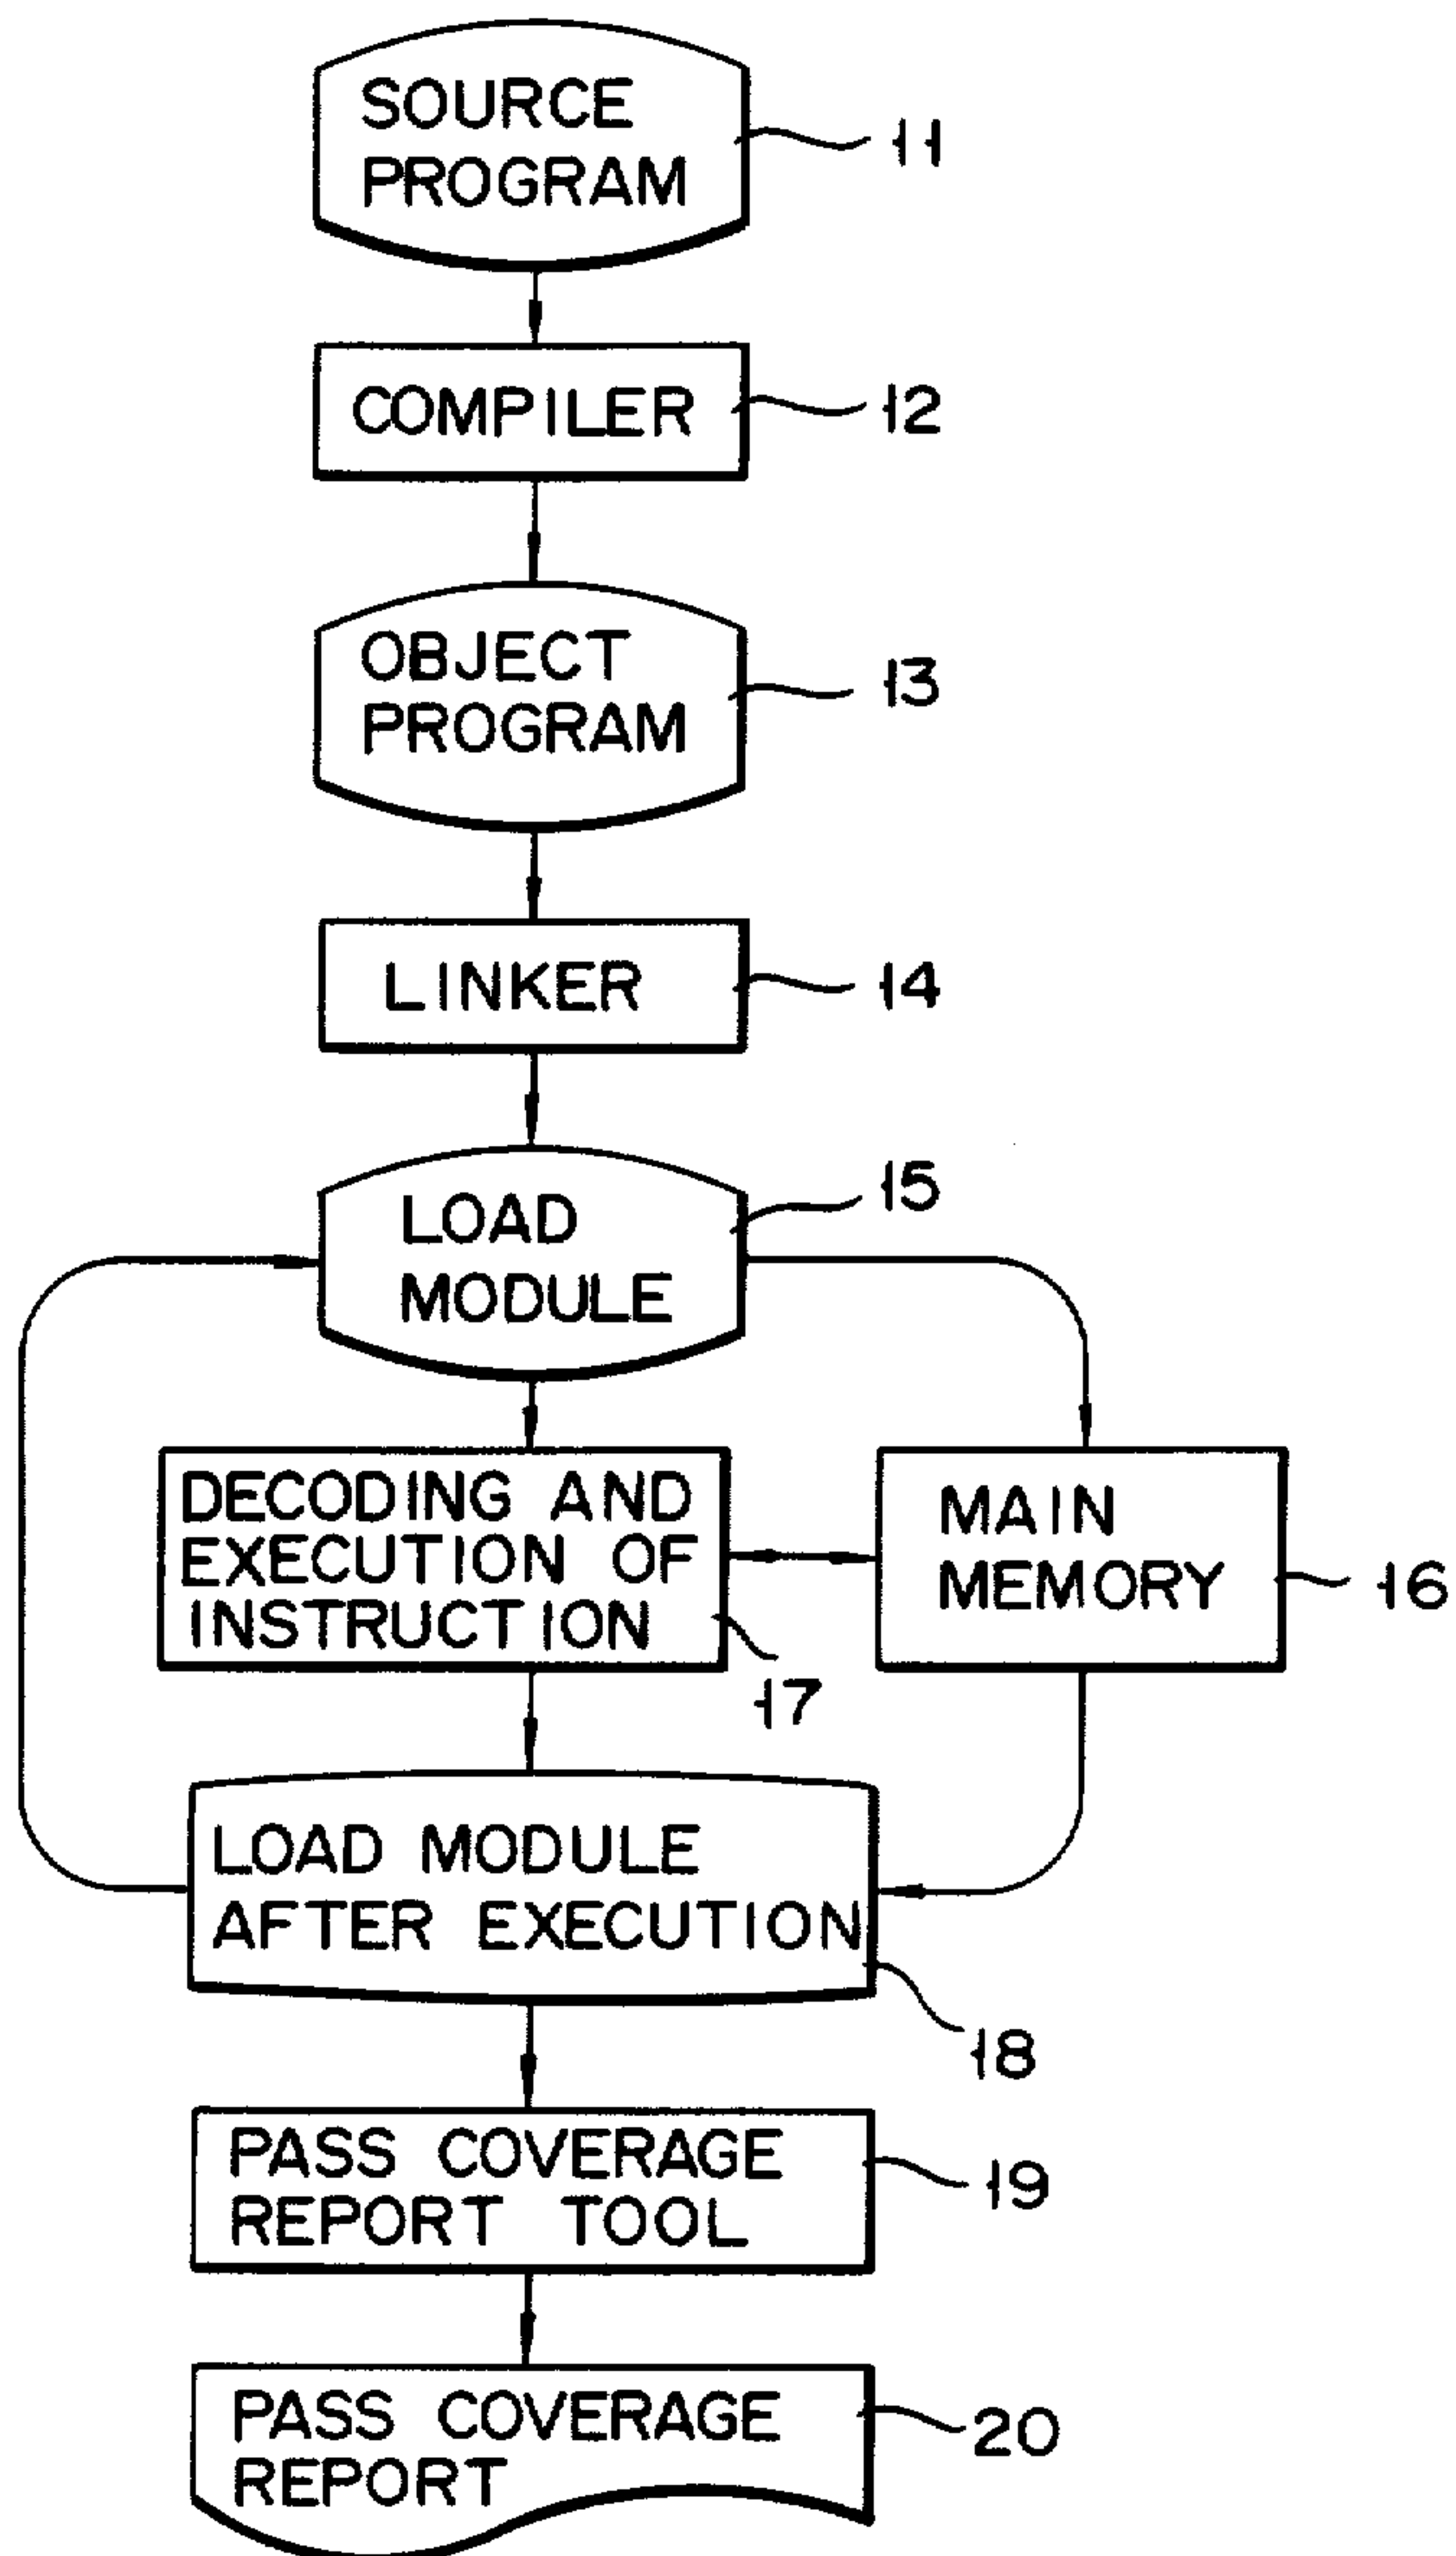 SOURCE
PROGRAM
11
COMPILER
12
OBJECT
PROGRAM
13
LINKER
14
LOAD
MODULE
15
DECODING AND
EXECUTION OF
INSTRUCTION
17
MAIN
MEMORY
16
LOAD MODULE
AFTER EXECUTION
18
PASS COVERAGE
REPORT TOOL
19
PASS COVERAGE
REPORT
20